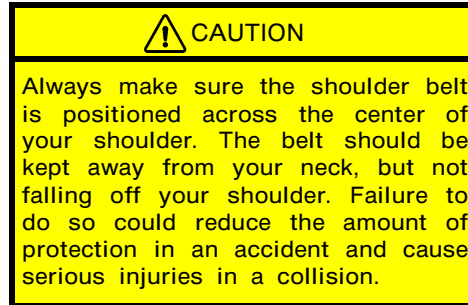 CAUTION
Always make sure the shoulder belt
is positioned across the center of
your shoulder. The belt should be
kept away from your neck, but not
falling off your shoulder. Failure to
do so could reduce the amount of
protection in an accident and cause
serious injuries in a collision.